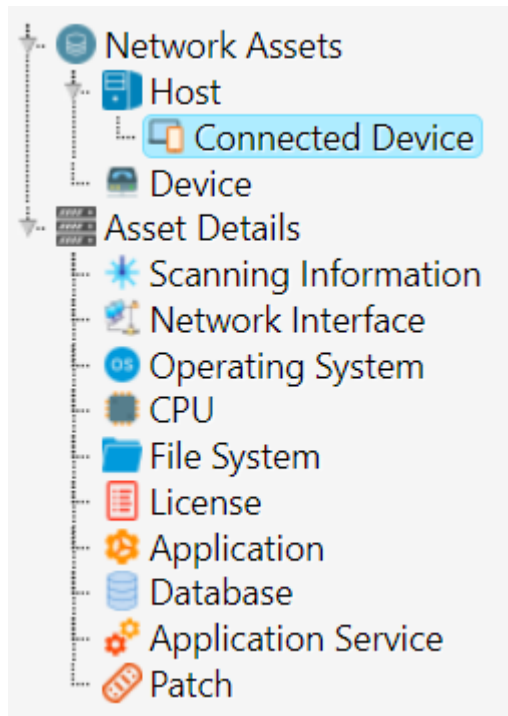 Network Assets
Host
Connected Device
Device
Asset Details
Scanning Information
Network Interface
OS Operating System
CPU
File System
License
Application
Database
Application Service
Patch